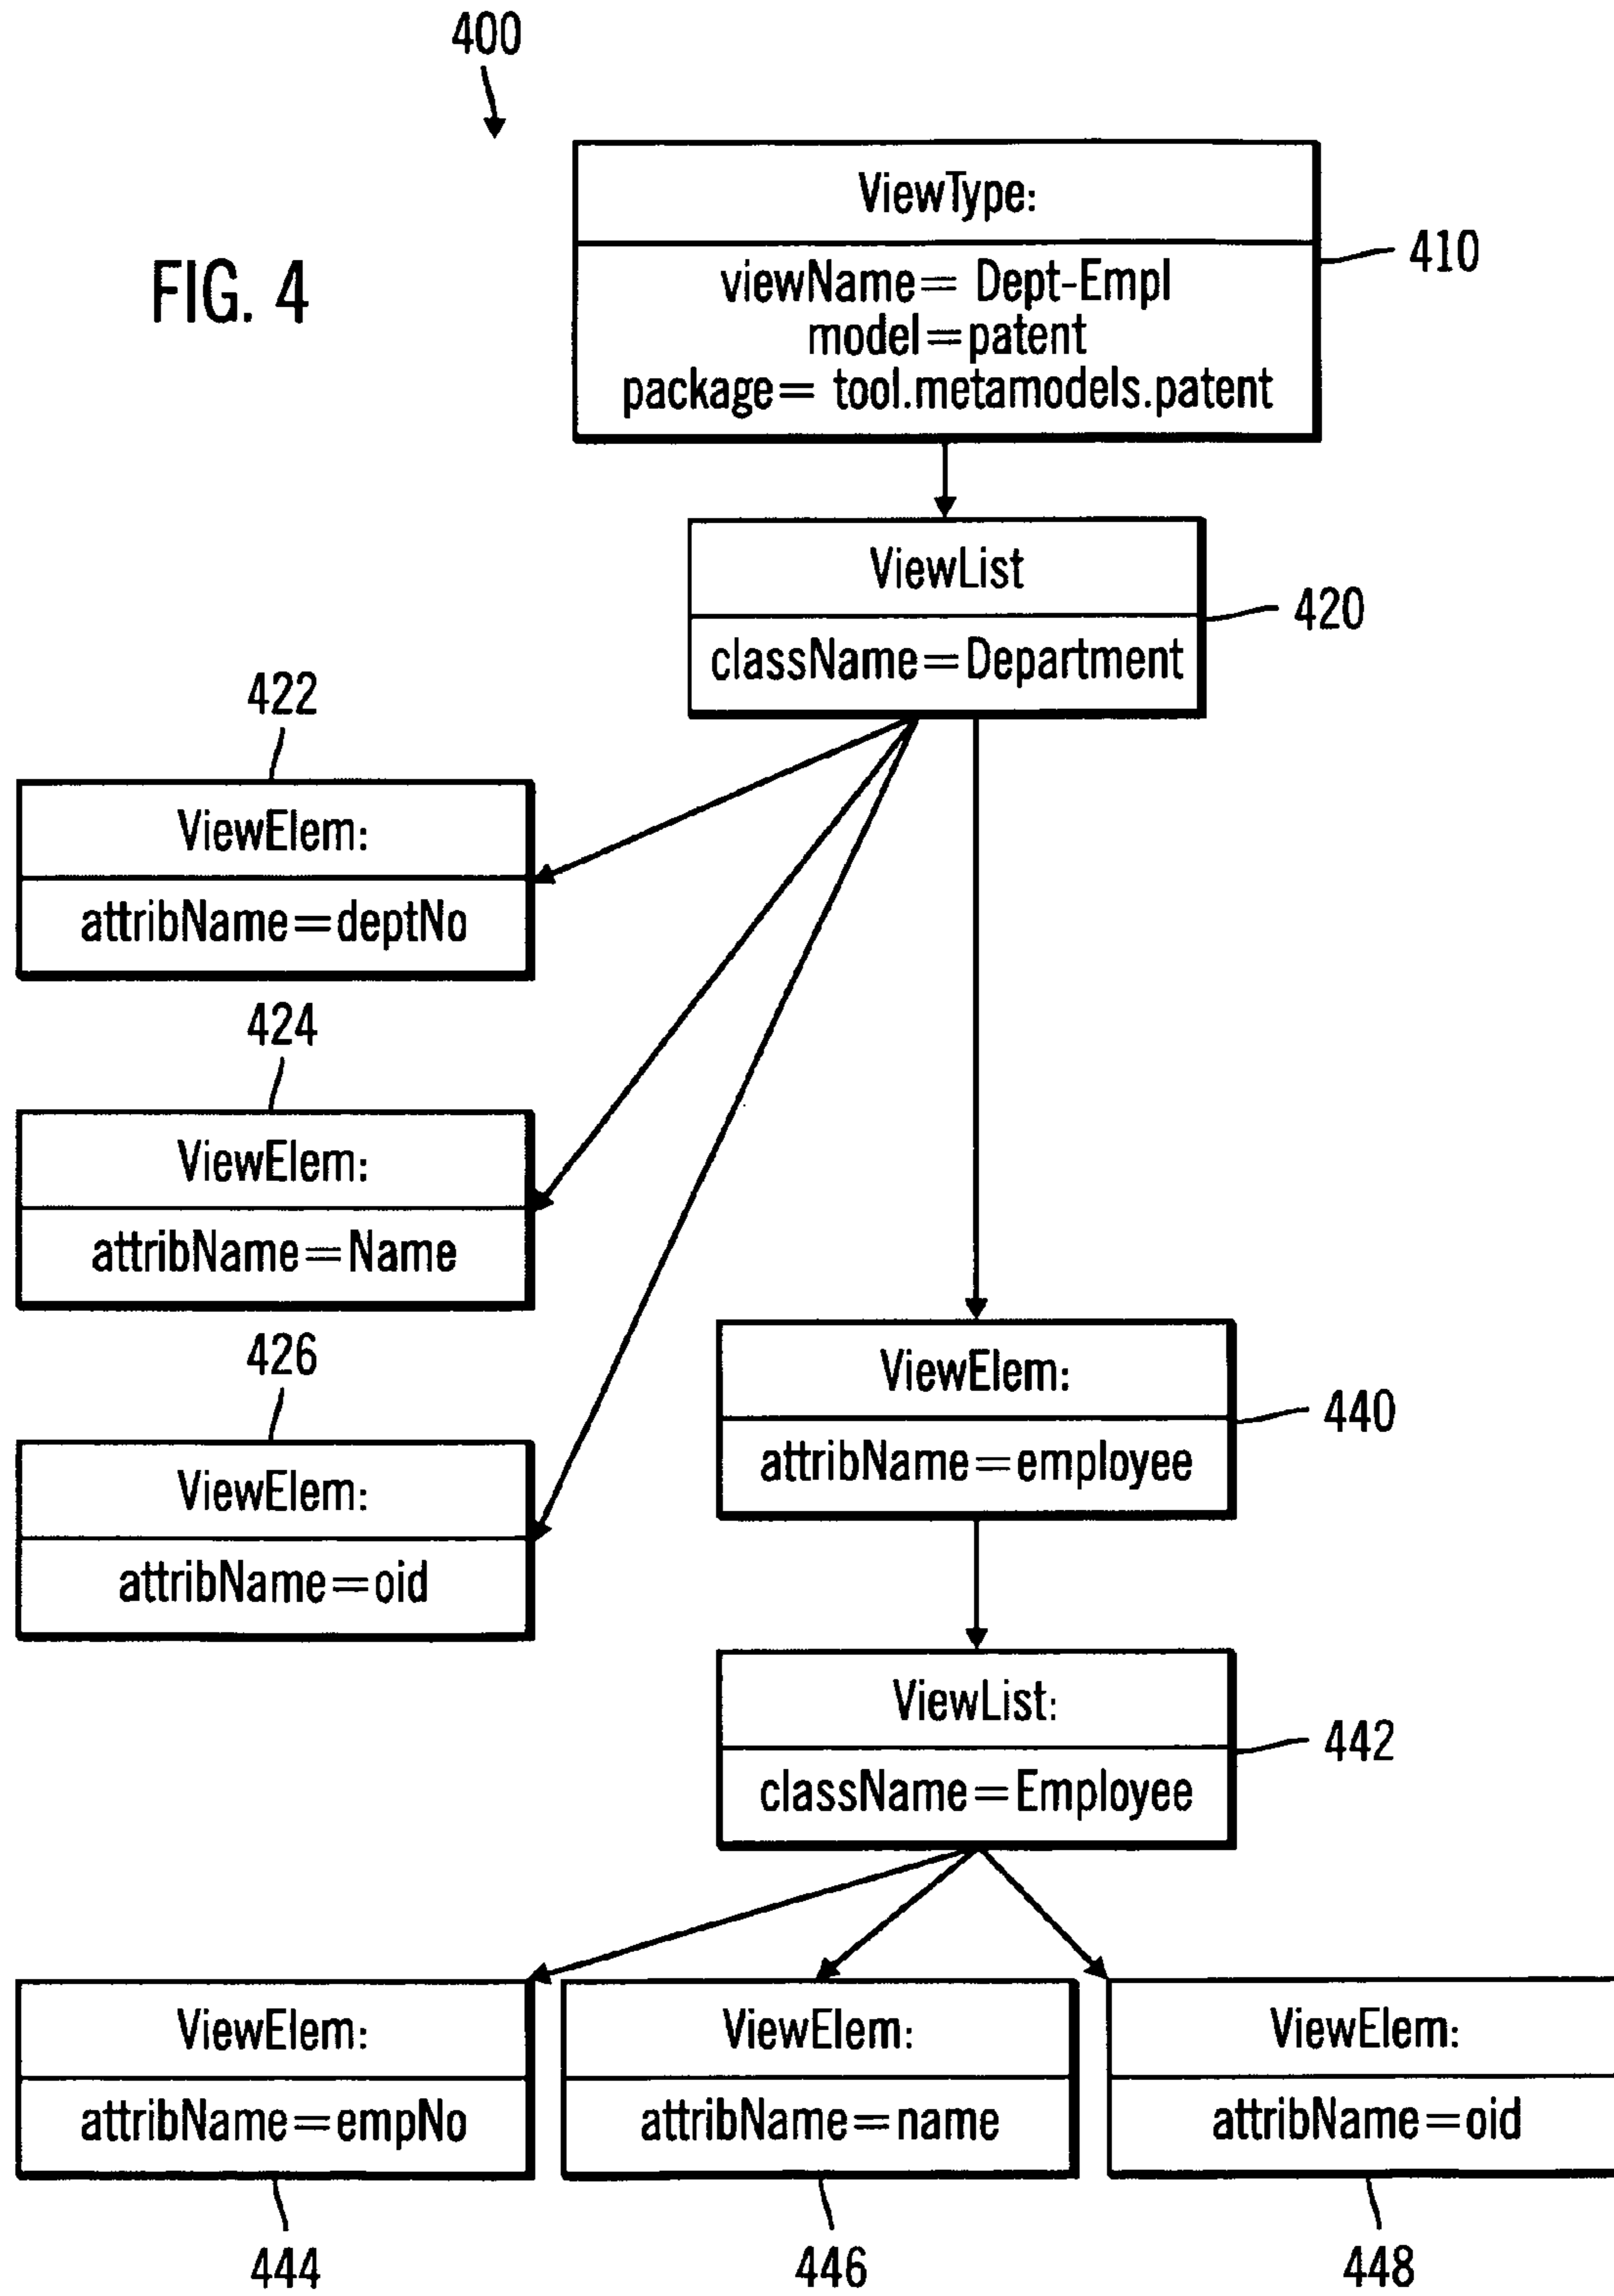 400
ViewType:
FIG. 4
viewName= Dept-Empl
model=patent
package= tool.metamodels.patent
410
ViewList
className=Department
420
422
ViewElem:
attribName=deptNo
424
ViewElem:
attribName=Name
426
ViewElem:
attribName=oid
ViewElem:
attribName=employee
440
ViewList:
className=Employee
442
ViewElem:
attribName=empNo
444
ViewElem:
attribName=name
446
ViewElem:
attribName=oid
448